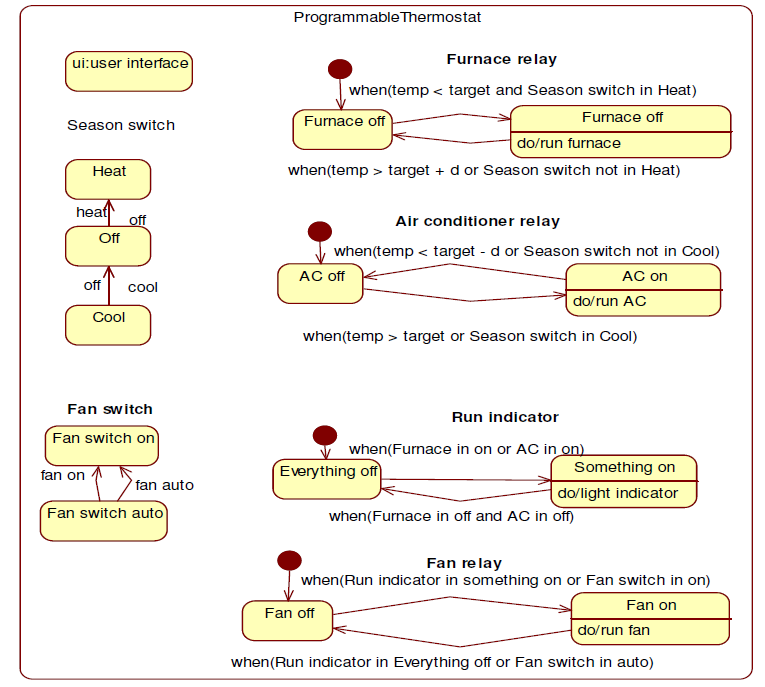 ProgrammableThermostat
ui:user interface
Season switch
Heat
heat
off
Off
off
cool
Cool
Furnace relay
when(temp < target and Season switch in Heat)
Furnace off
Furnace off
do/run furnace
when(temp > target + d or Season switch not in Heat)
Air conditioner relay
when(temp < target - d or Season switch not in Cool)
AC off
AC on
do/run AC
when(temp > target or Season switch in Cool)
Fan switch
Fan switch on
fan on
fan auto
Fan switch auto
Run indicator
when(Furnace in on or AC in on)
Everything off
Something on
do/light indicator
when(Furnace in off and AC in off)
Fan relay
when(Run indicator in something on or Fan switch in on)
Fan off
Fan on
do/run fan
when(Run indicator in Everything off or Fan switch in auto)